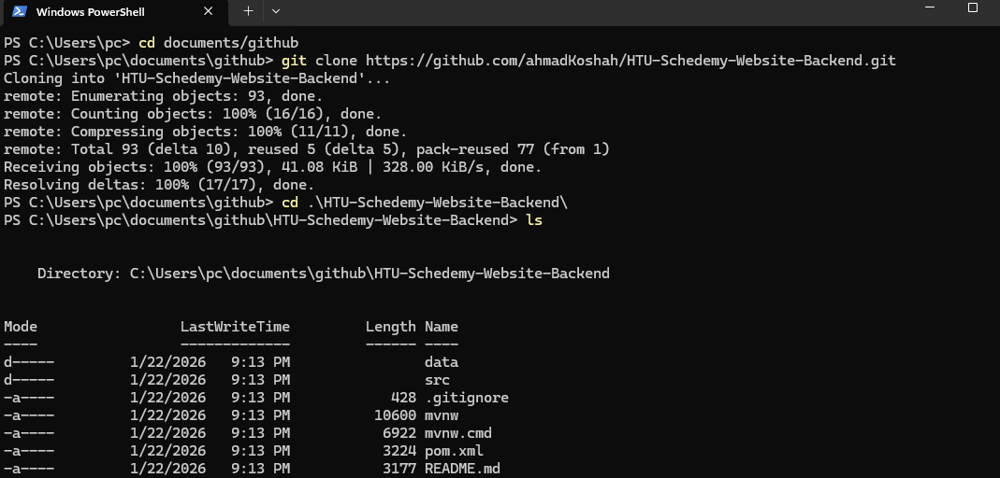 Windows PowerShell
PS C:\Users\pc> cd documents/github
PS C:\Users\pc\documents\github> git clone https://github.com/ahmadKoshah/HTU-Schedemy-Website-Backend.git
Cloning into 'HTU-Schedemy-Website-Backend'...
remote: Enumerating objects: 93, done.
remote: Counting objects: 100% (16/16), done.
remote: Compressing objects: 100% (11/11), done.
remote: Total 93 (delta 10), reused 5 (delta 5), pack-reused 77 (from 1)
Receiving objects: 100% (93/93), 41.08 KiB | 328.00 KiB/s, done.
Resolving deltas: 100% (17/17), done.
PS C:\Users\pc\documents\github> cd .\HTU-Schedemy-Website-Backend\
PS C:\Users\pc\documents\github\HTU-Schedemy-Website-Backend> ls
Directory: C:\Users\pc\documents\github\HTU-Schedemy-Website-Backend
Mode LastWriteTime Length Name
---- ------------- ------ ----
d----- 1/22/2026 9:13 PM data
d----- 1/22/2026 9:13 PM src
-a---- 1/22/2026 9:13 PM 428 .gitignore
-a---- 1/22/2026 9:13 PM 10600 mvnw
-a---- 1/22/2026 9:13 PM 6922 mvnw.cmd
-a---- 1/22/2026 9:13 PM 3224 pom.xml
-a---- 1/22/2026 9:13 PM 3177 README.md